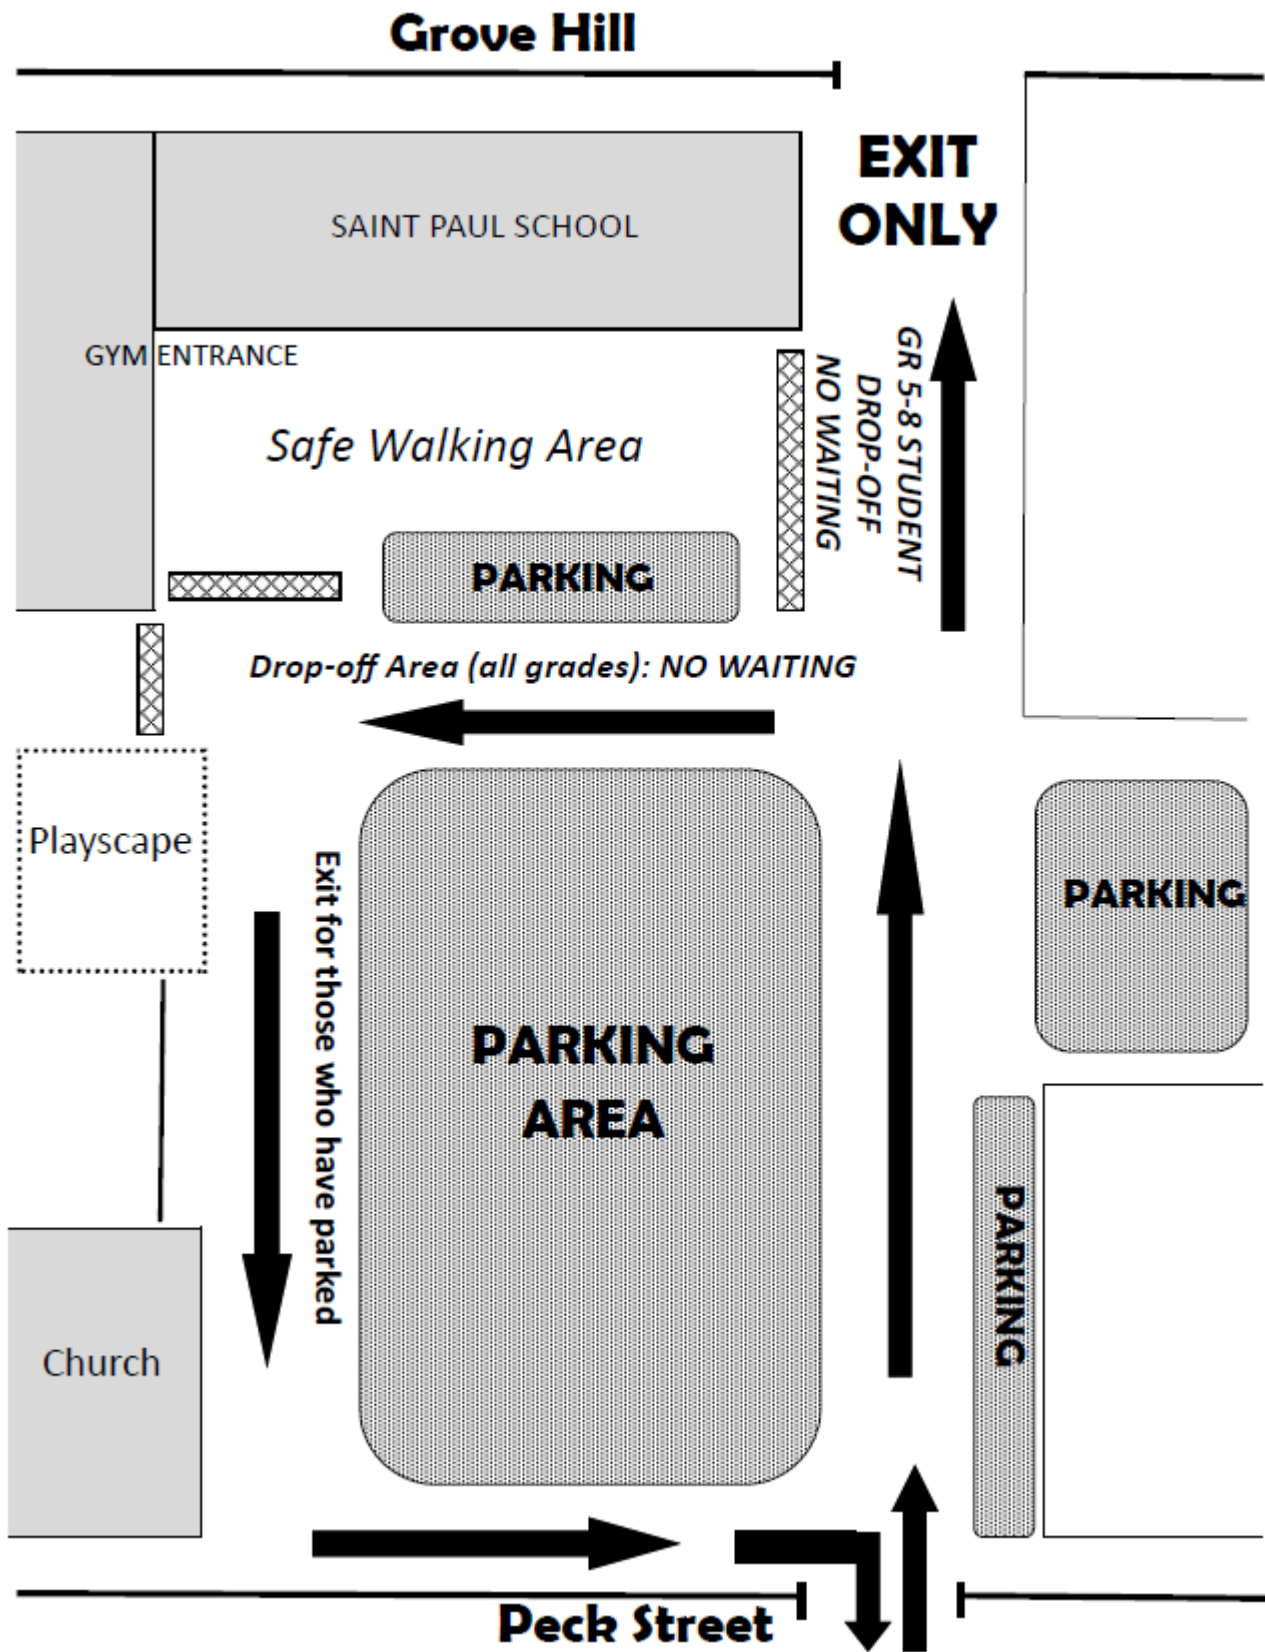 Grove Hill
EXIT
ONLY
SAINT PAUL SCHOOL
GYM ENTRANCE
GR 5-8 STUDENT
DROP-OFF
NO WAITING
Safe Walking Area
PARKING
Drop-off Area (all grades): NO WAITING
Playscape
Exit for those who have parked
PARKING
PARKING
AREA
PARKING
Church
Peck Street